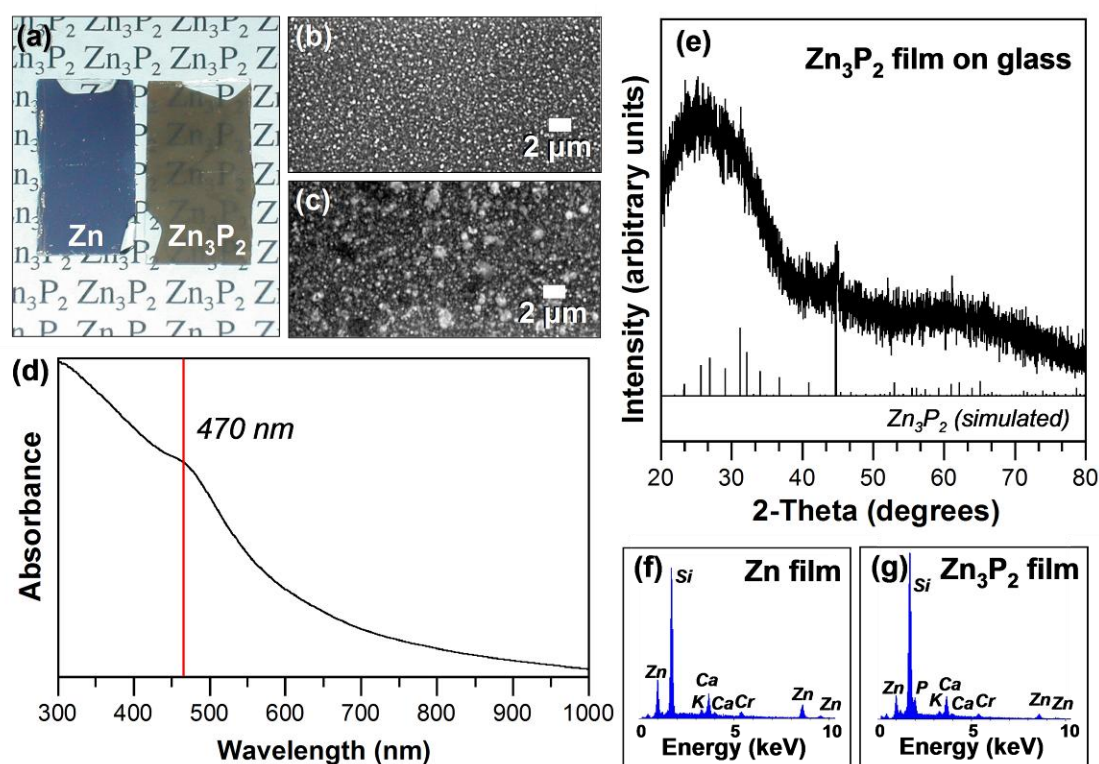 (a)
Zn₃P₂ Zn₃P₂
Zn₃P₂ Zn₃P₂
Zn Zn₃P₂
Zn₃P₂ Zn₃P₂
Zn₃P₂ Zn₃P₂
(b)
2 µm
(c)
2 µm
(d)
470 nm
Absorbance
300 400 500 600 700 800 900 1000
Wavelength (nm)
(e)
Zn₃P₂ film on glass
Intensity (arbitrary units)
Zn₃P₂ (simulated)
20 30 40 50 60 70 80
2-Theta (degrees)
(f) Zn film
Si
Zn
Ca
K Ca Cr
Zn Zn
0 5 10
Energy (keV)
(g) Zn₃P₂ film
Si
Zn P
Ca
K Ca Cr
Zn Zn
0 5 10
Energy (keV)